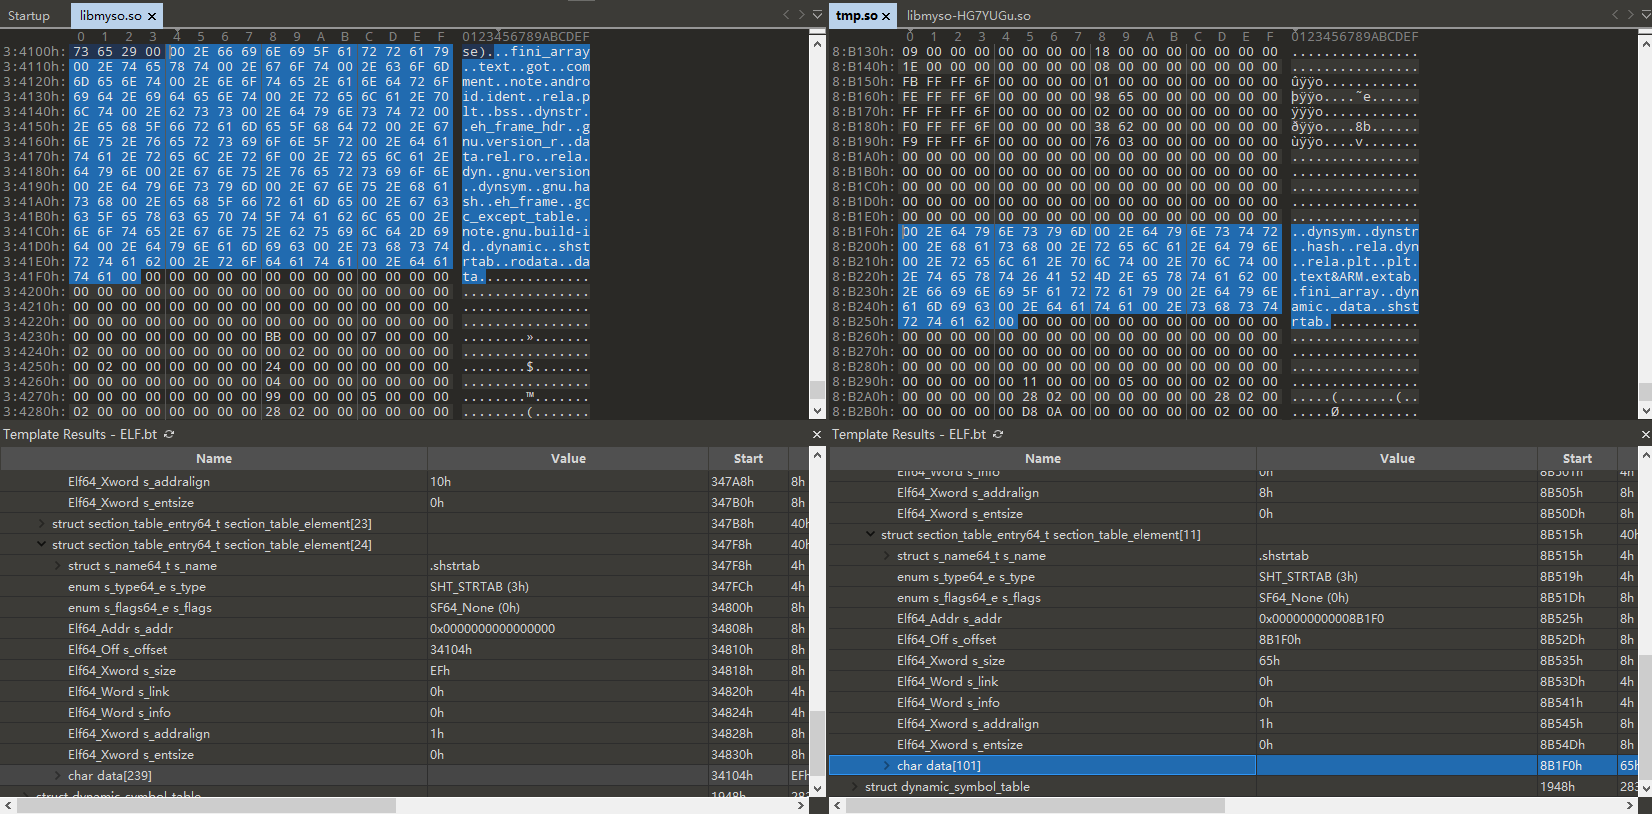 Startup libmyso.so
0 1 2 3 4 5 6 7 8 9 A B C D E F 0123456789ABCDEF
3:4100h: 73 65 29 00 00 2E 66 69 6E 69 5F 61 72 72 61 79 se)...fini_array
3:4110h: 00 2E 74 65 78 74 00 2E 67 6F 74 00 2E 63 6F 6D ..text..got..com
3:4120h: 6D 65 6E 74 00 2E 6E 6F 74 65 2E 61 6E 64 72 6F ment..note.andro
3:4130h: 69 64 2E 69 64 65 6E 74 00 2E 72 65 6C 61 2E 70 id.ident..rela.p
3:4140h: 6C 74 00 2E 62 73 73 00 2E 64 79 6E 73 74 72 00 lt..bss..dynstr.
3:4150h: 2E 65 68 5F 66 72 61 6D 65 5F 68 64 72 00 2E 67 .eh_frame_hdr..g
3:4160h: 6E 75 2E 76 65 72 73 69 6F 6E 5F 72 00 2E 64 61 nu.version_r..da
3:4170h: 74 61 2E 72 65 6C 2E 72 6F 00 2E 72 65 6C 61 2E ta.rel.ro..rela.
3:4180h: 64 79 6E 00 2E 67 6E 75 2E 76 65 72 73 69 6F 6E dyn..gnu.version
3:4190h: 00 2E 64 79 6E 73 79 6D 00 2E 67 6E 75 2E 68 61 ..dynsym..gnu.ha
3:41A0h: 73 68 00 2E 65 68 5F 66 72 61 6D 65 00 2E 67 63 sh..eh_frame..gc
3:41B0h: 63 5F 65 78 63 65 70 74 5F 74 61 62 6C 65 00 2E c_except_table..
3:41C0h: 6E 6F 74 65 2E 67 6E 75 2E 62 75 69 6C 64 2D 69 note.gnu.build-i
3:41D0h: 64 00 2E 64 79 6E 61 6D 69 63 00 2E 73 68 73 74 d..dynamic..shst
3:41E0h: 72 74 61 62 00 2E 72 6F 64 61 74 61 00 2E 64 61 rtab..rodata..da
3:41F0h: 74 61 00 00 00 00 00 00 00 00 00 00 00 00 00 00 ta..............
3:4200h: 00 00 00 00 00 00 00 00 00 00 00 00 00 00 00 00 ................
3:4210h: 00 00 00 00 00 00 00 00 00 00 00 00 00 00 00 00 ................
3:4220h: 00 00 00 00 00 00 00 00 00 00 00 00 00 00 00 00 ................
3:4230h: 00 00 00 00 00 00 00 00 BB 00 00 00 07 00 00 00 ........».......
3:4240h: 02 00 00 00 00 00 00 00 00 02 00 00 00 00 00 00 ................
3:4250h: 00 02 00 00 00 00 00 00 24 00 00 00 00 00 00 00 ........$.......
3:4260h: 00 00 00 00 00 00 00 00 04 00 00 00 00 00 00 00 ................
3:4270h: 00 00 00 00 00 00 00 00 99 00 00 00 05 00 00 00 ........™.......
3:4280h: 02 00 00 00 00 00 00 00 28 02 00 00 00 00 00 00 ........(.......
Template Results - ELF.bt
Name Value Start
Elf64_Xword s_addralign 10h 347A8h 8h
Elf64_Xword s_entsize 0h 347B0h 8h
struct section_table_entry64_t section_table_element[23] 347B8h 40h
struct section_table_entry64_t section_table_element[24] 347F8h 40h
struct s_name64_t s_name .shstrtab 347F8h 4h
enum s_type64_e s_type SHT_STRTAB (3h) 347FCh 4h
enum s_flags64_e s_flags SF64_None (0h) 34800h 8h
Elf64_Addr s_addr 0x0000000000000000 34808h 8h
Elf64_Off s_offset 34104h 34810h 8h
Elf64_Xword s_size EFh 34818h 8h
Elf64_Word s_link 0h 34820h 4h
Elf64_Word s_info 0h 34824h 4h
Elf64_Xword s_addralign 1h 34828h 8h
Elf64_Xword s_entsize 0h 34830h 8h
char data[239] 34104h EFh
struct dynamic_symbol_table 1948h 283
tmp.so libmyso-HG7YUGu.so
0 1 2 3 4 5 6 7 8 9 A B C D E F 0123456789ABCDEF
8:B130h: 09 00 00 00 00 00 00 00 18 00 00 00 00 00 00 00 ................
8:B140h: 1E 00 00 00 00 00 00 00 08 00 00 00 00 00 00 00 ................
8:B150h: FB FF FF 6F 00 00 00 00 01 00 00 00 00 00 00 00 ûÿÿo............
8:B160h: FE FF FF 6F 00 00 00 00 98 65 00 00 00 00 00 00 þÿÿo....˜e......
8:B170h: FF FF FF 6F 00 00 00 00 02 00 00 00 00 00 00 00 ÿÿÿo............
8:B180h: F0 FF FF 6F 00 00 00 00 38 62 00 00 00 00 00 00 ðÿÿo....8b......
8:B190h: F9 FF FF 6F 00 00 00 00 76 03 00 00 00 00 00 00 ùÿÿo....v.......
8:B1A0h: 00 00 00 00 00 00 00 00 00 00 00 00 00 00 00 00 ................
8:B1B0h: 00 00 00 00 00 00 00 00 00 00 00 00 00 00 00 00 ................
8:B1C0h: 00 00 00 00 00 00 00 00 00 00 00 00 00 00 00 00 ................
8:B1D0h: 00 00 00 00 00 00 00 00 00 00 00 00 00 00 00 00 ................
8:B1E0h: 00 00 00 00 00 00 00 00 00 00 00 00 00 00 00 00 ................
8:B1F0h: 00 2E 64 79 6E 73 79 6D 00 2E 64 79 6E 73 74 72 ..dynsym..dynstr
8:B200h: 00 2E 68 61 73 68 00 2E 72 65 6C 61 2E 64 79 6E ..hash..rela.dyn
8:B210h: 00 2E 72 65 6C 61 2E 70 6C 74 00 2E 70 6C 74 00 ..rela.plt..plt.
8:B220h: 2E 74 65 78 74 26 41 52 4D 2E 65 78 74 61 62 00 .text&ARM.extab.
8:B230h: 2E 66 69 6E 69 5F 61 72 72 61 79 00 2E 64 79 6E .fini_array..dyn
8:B240h: 61 6D 69 63 00 2E 64 61 74 61 00 2E 73 68 73 74 amic..data..shst
8:B250h: 72 74 61 62 00 00 00 00 00 00 00 00 00 00 00 00 rtab............
8:B260h: 00 00 00 00 00 00 00 00 00 00 00 00 00 00 00 00 ................
8:B270h: 00 00 00 00 00 00 00 00 00 00 00 00 00 00 00 00 ................
8:B280h: 00 00 00 00 00 00 00 00 00 00 00 00 00 00 00 00 ................
8:B290h: 00 00 00 00 00 11 00 00 00 05 00 00 00 02 00 00 ................
8:B2A0h: 00 00 00 00 00 28 02 00 00 00 00 00 00 28 02 00 .....(.......(..
8:B2B0h: 00 00 00 00 00 D8 0A 00 00 00 00 00 00 02 00 00 .....Ø..........
Template Results - ELF.bt
Name Value Start
Elf64_Word s_info 0h 8B501h 4h
Elf64_Xword s_addralign 8h 8B505h 8h
Elf64_Xword s_entsize 0h 8B50Dh 8h
struct section_table_entry64_t section_table_element[11] 8B515h 40h
struct s_name64_t s_name .shstrtab 8B515h 4h
enum s_type64_e s_type SHT_STRTAB (3h) 8B519h 4h
enum s_flags64_e s_flags SF64_None (0h) 8B51Dh 8h
Elf64_Addr s_addr 0x000000000008B1F0 8B525h 8h
Elf64_Off s_offset 8B1F0h 8B52Dh 8h
Elf64_Xword s_size 65h 8B535h 8h
Elf64_Word s_link 0h 8B53Dh 4h
Elf64_Word s_info 0h 8B541h 4h
Elf64_Xword s_addralign 1h 8B545h 8h
Elf64_Xword s_entsize 0h 8B54Dh 8h
char data[101] 8B1F0h 65h
struct dynamic_symbol_table 1948h 283